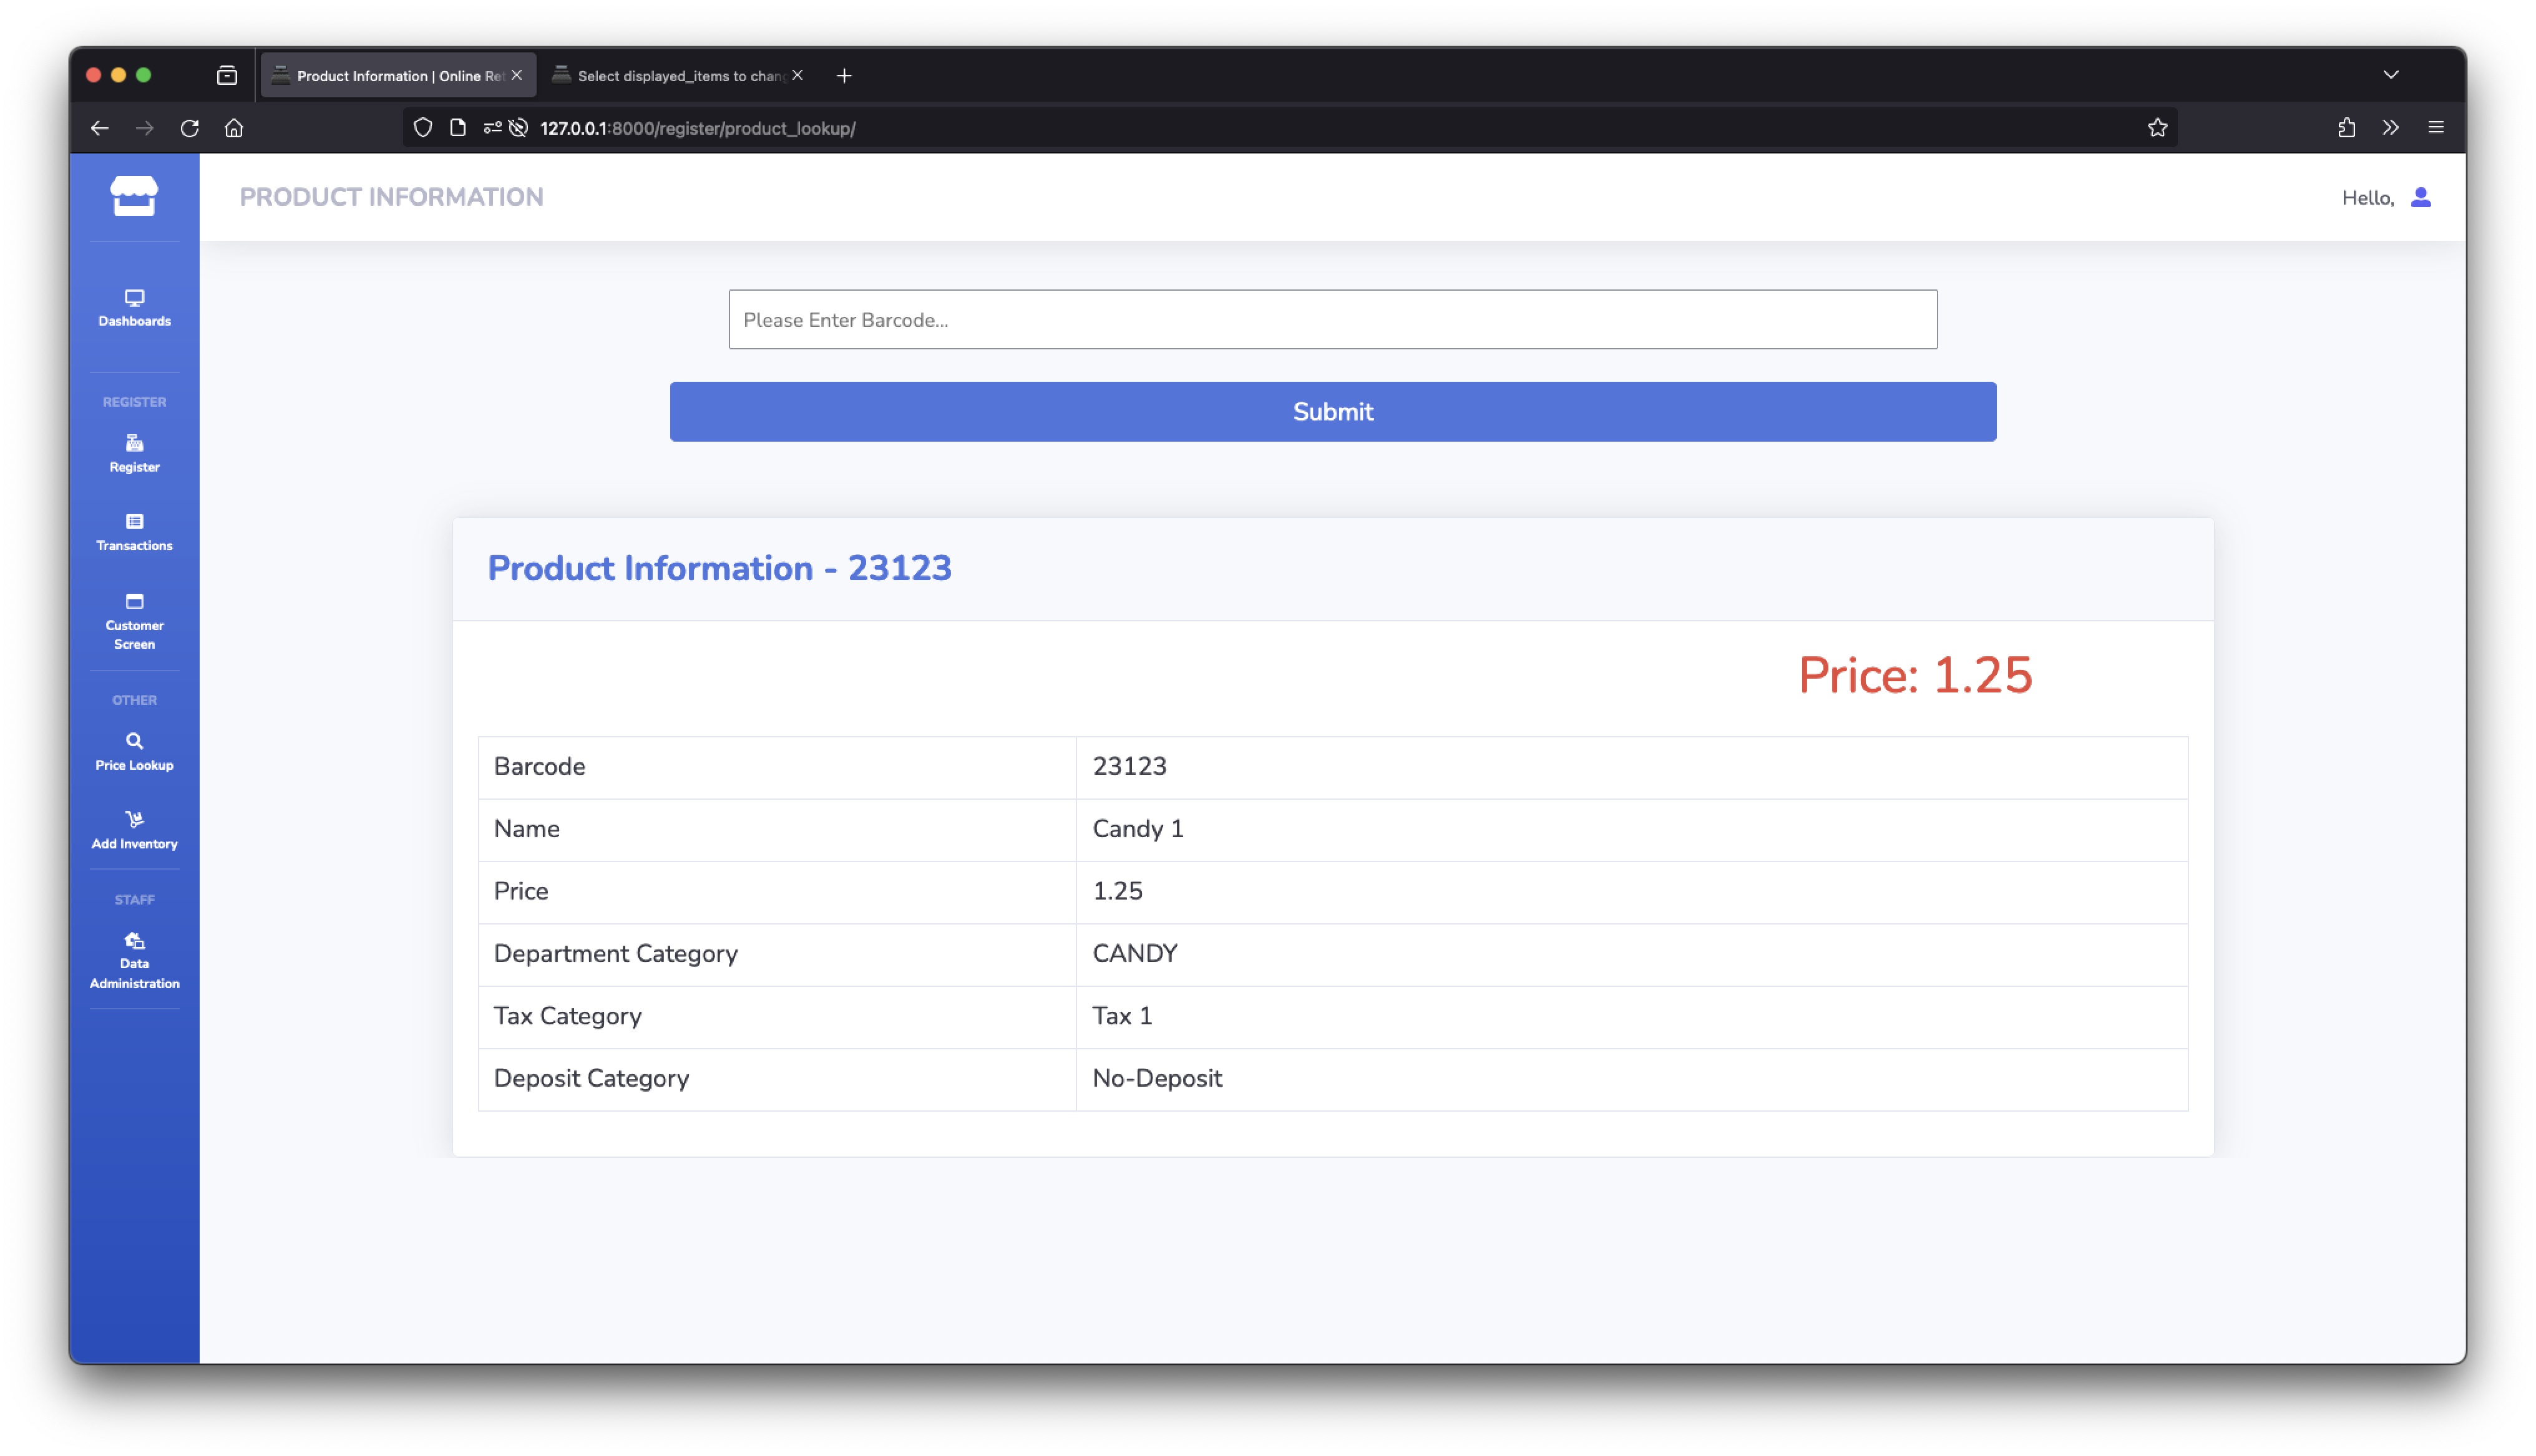 Product Information | Online Ret
Select displayed_items to chang
127.0.0.1:8000/register/product_lookup/
PRODUCT INFORMATION
Hello,
Dashboards
REGISTER
Register
Transactions
Customer
Screen
OTHER
Price Lookup
Add Inventory
STAFF
Data
Administration
Please Enter Barcode...
Submit
Product Information - 23123
Price: 1.25
Barcode 23123
Name Candy 1
Price 1.25
Department Category CANDY
Tax Category Tax 1
Deposit Category No-Deposit